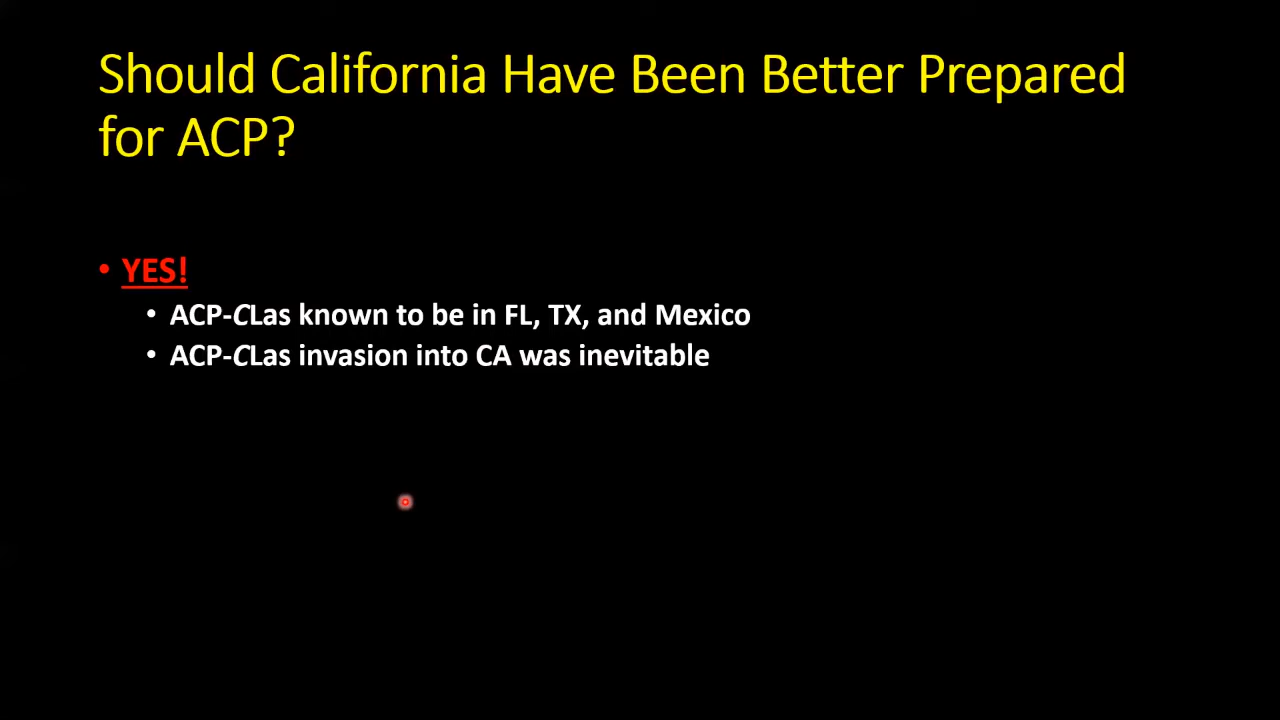 Should California Have Been Better Prepared
for ACP?
• YES!
• ACP-CLas known to be in FL, TX, and Mexico
• ACP-CLas invasion into CA was inevitable